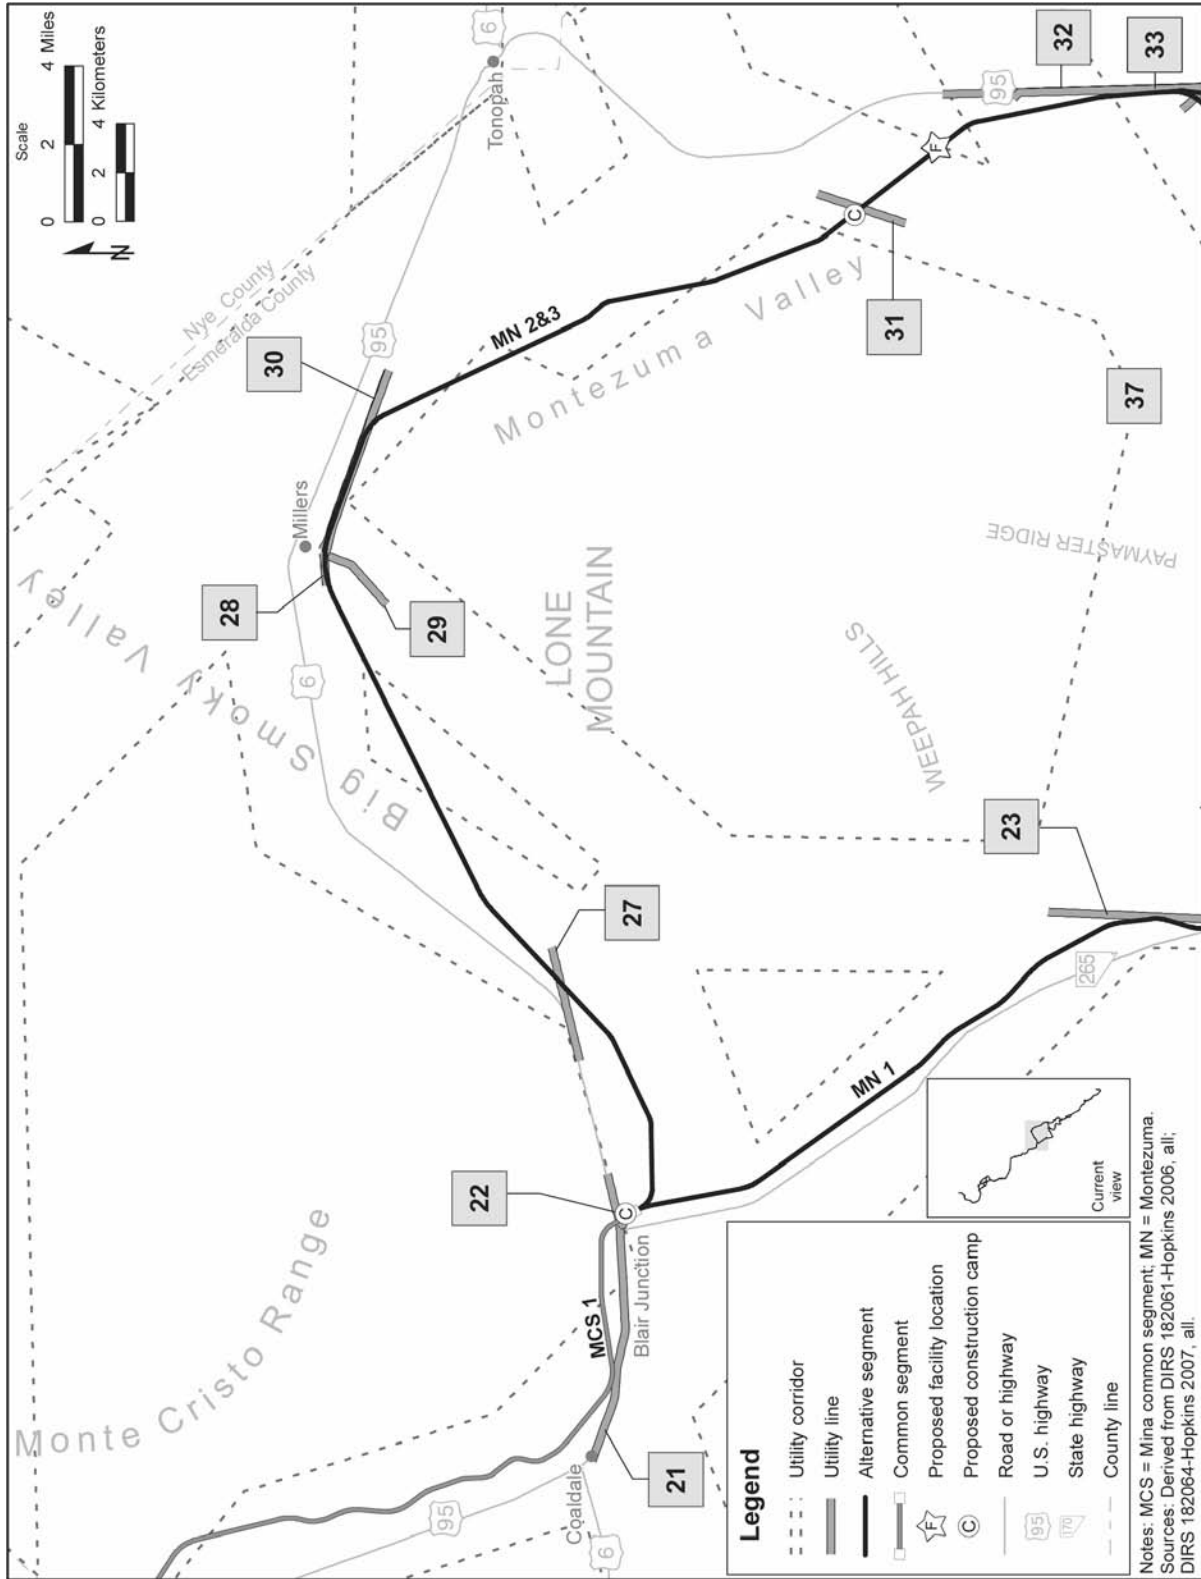 Scale
0 2 4 Miles
0 2 4 Kilometers
N
6
Tonopah
95
Nye County
Esmeralda County
95
30
Millers
28
29
6
Big Smoky Valley
MN 2&3
Montezuma Valley
LONE
MOUNTAIN
C
F
31
32
33
37
PAYMASTER RIDGE
WEEPAH HILLS
23
27
265
MN 1
22
C
Blair Junction
MCS 1
Monte Cristo Range
21
Coaldale
95
6
Legend
Utility corridor
Utility line
Alternative segment
Common segment
F Proposed facility location
C Proposed construction camp
Road or highway
95 U.S. highway
170 State highway
County line
Current
view
Notes: MCS = Mina common segment; MN = Montezuma.
Sources: Derived from DIRS 182061-Hopkins 2006, all;
DIRS 182064-Hopkins 2007, all.